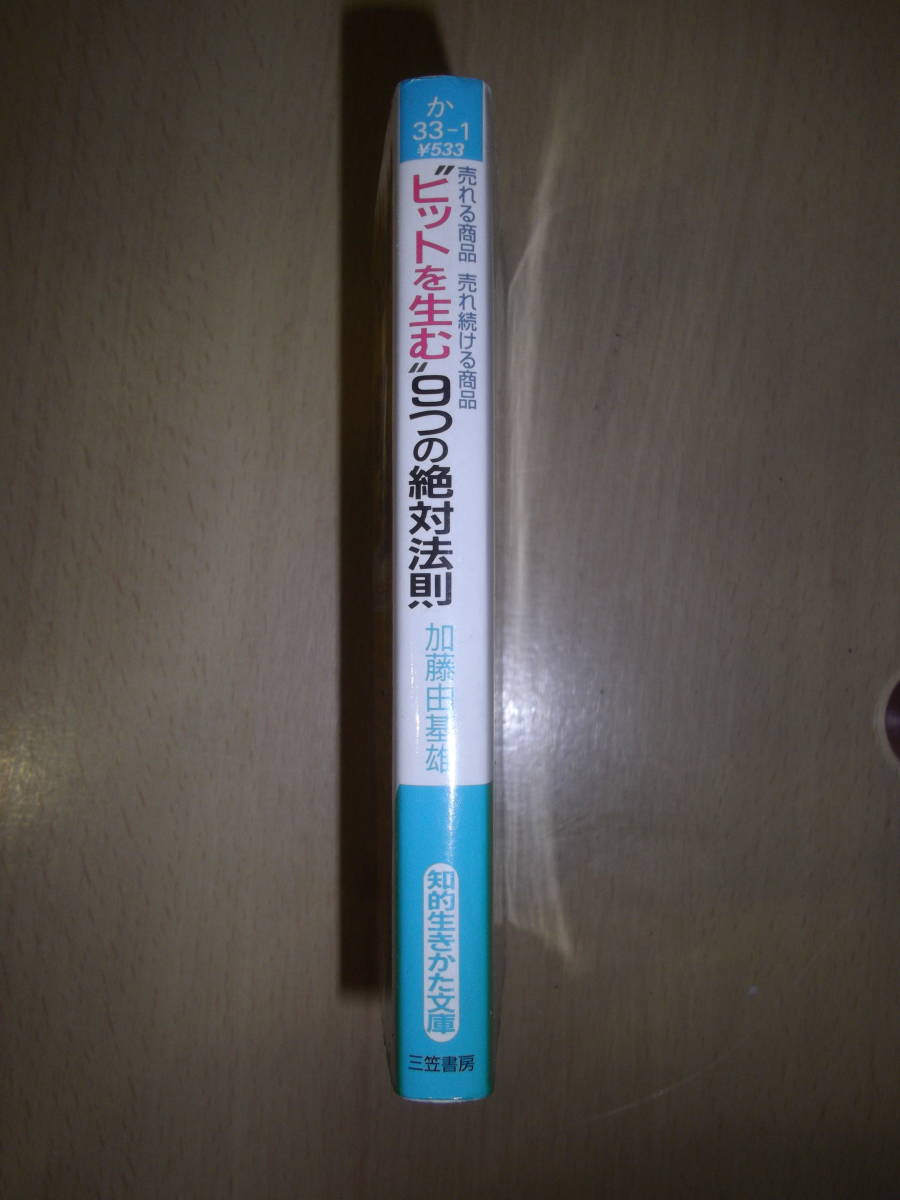 か
33-1
¥533
売れる商品 売れ続ける商品
"ヒットを生む"9つの絶対法則
加藤由基雄
知的生きかた文庫
三笠書房